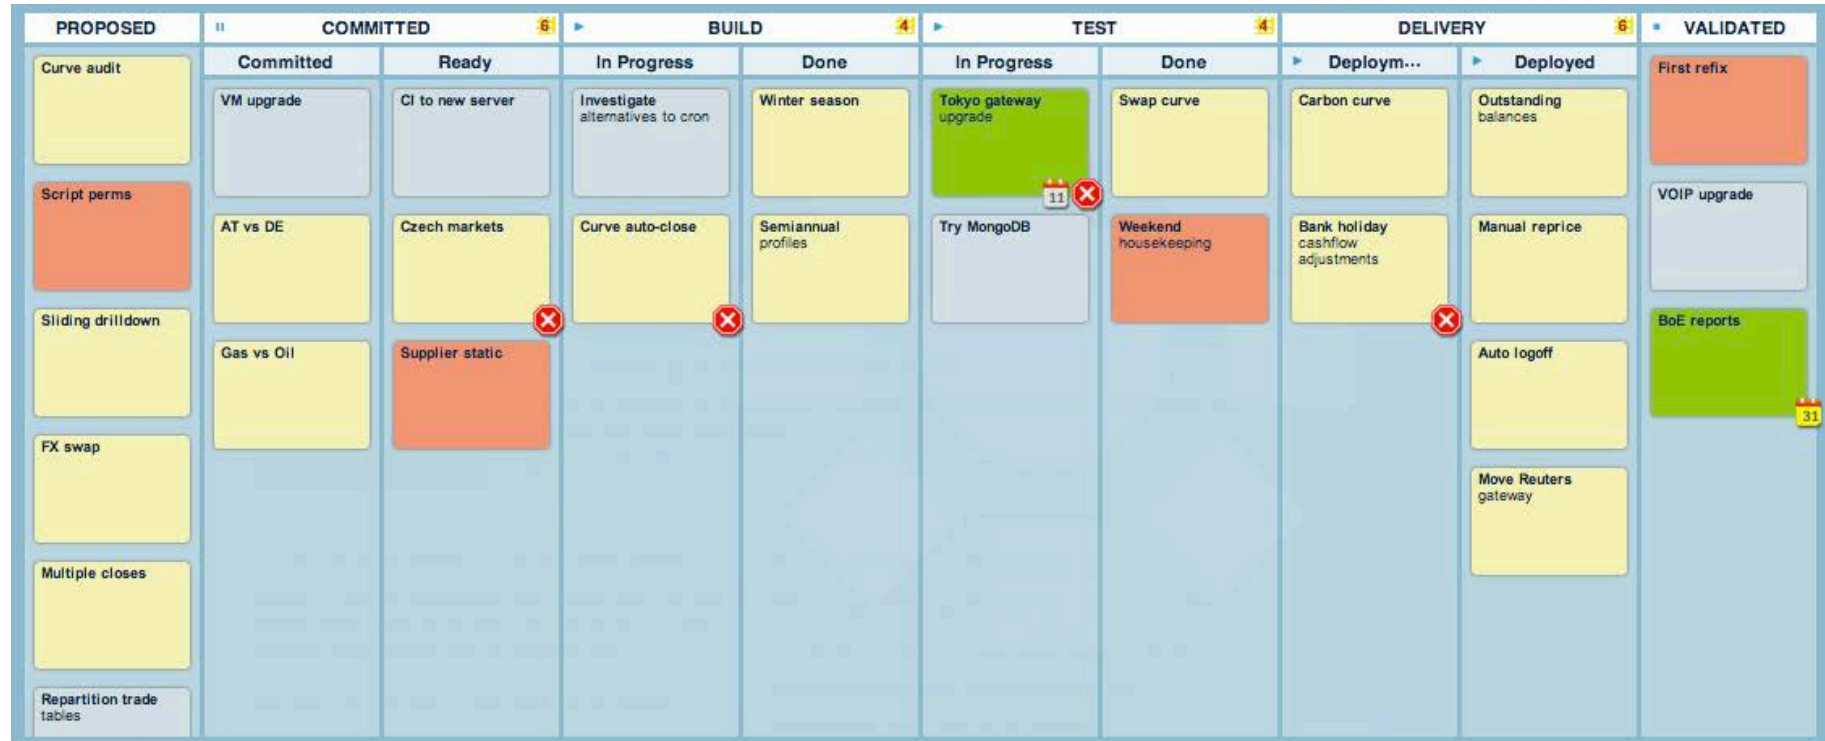 PROPOSED
COMMITTED 6
BUILD 4
TEST 4
DELIVERY 6
VALIDATED
Committed
Ready
In Progress
Done
In Progress
Done
Deploym...
Deployed
Curve audit
Script perms
Sliding drilldown
FX swap
Multiple closes
Repartition trade
tables
VM upgrade
AT vs DE
Gas vs Oil
CI to new server
Czech markets
Supplier static
Investigate
alternatives to cron
Curve auto-close
Winter season
Semiannual
profiles
Tokyo gateway
upgrade
11
Try MongoDB
Swap curve
Weekend
housekeeping
Carbon curve
Bank holiday
cashflow
adjustments
Outstanding
balances
Manual reprice
Auto logoff
Move Reuters
gateway
First refix
VOIP upgrade
BoE reports
31